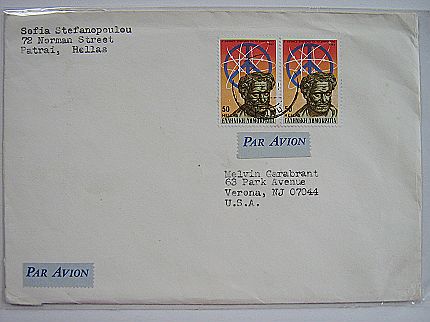 Sofia Stefanopoulou
72 Norman Street
Patrai, Hellas
50
ΕΛΛΗΝΙΚΗ ΔΗΜΟΚΡΑΤΙΑ
50
ΕΛΛΗΝΙΚΗ ΔΗΜΟΚΡΑΤΙΑ
PAR AVION
Melvin Garabrant
63 Park Avenue
Verona, NJ 07044
U.S.A.
PAR AVION